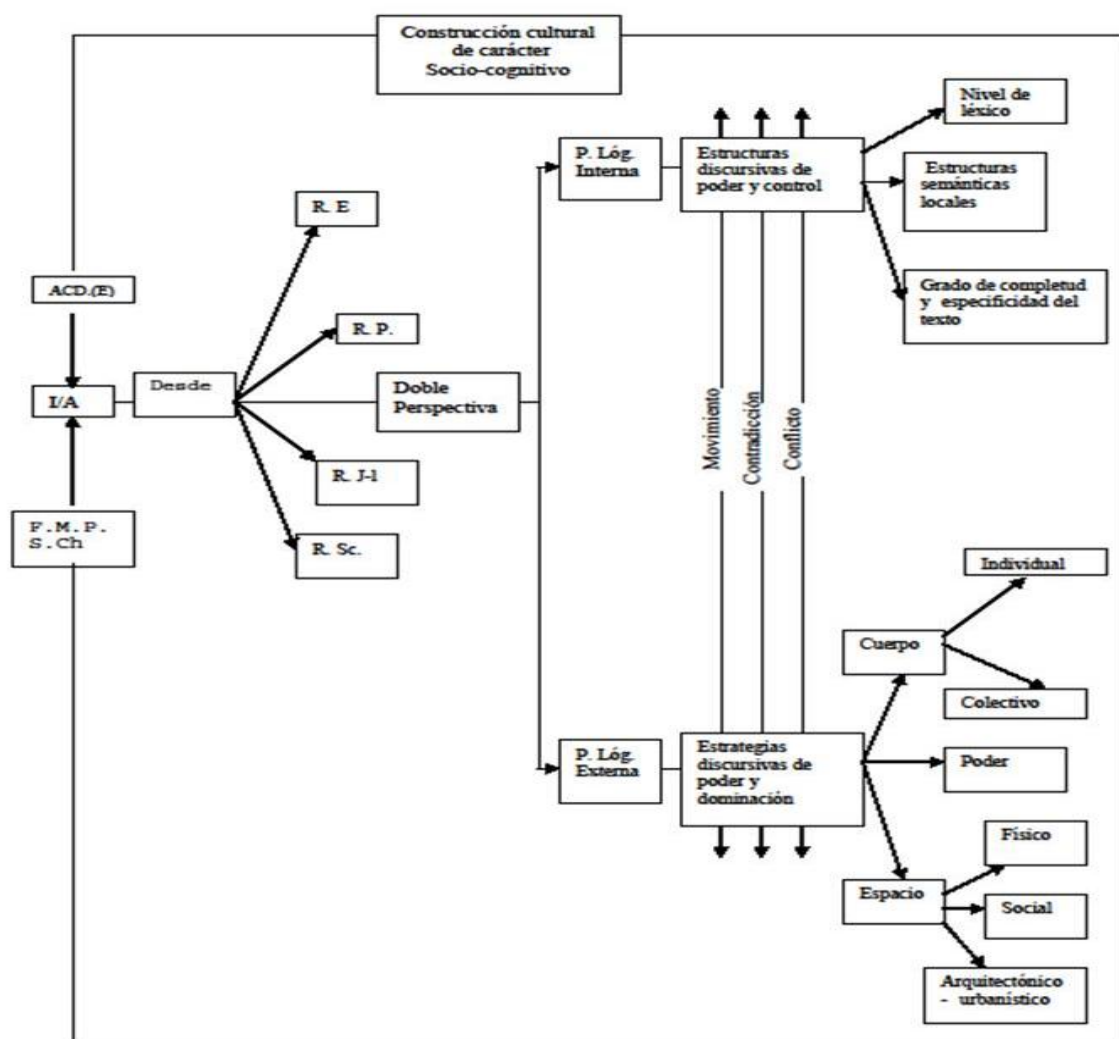 Construcción cultural
de carácter
Socio-cognitivo
Nivel de
léxico
P. Lóg.
Interna
Estructuras
discursivas de
poder y control
Estructuras
semánticas
locales
R. E
ACD.(E)
Grado de completud
y especificidad del
texto
R. P.
I/A
Desde
Doble
Perspectiva
Movimiento
Contradicción
Conflicto
R. J-l
F.M.P.
S.Ch
R. Sc.
Individual
Cuerpo
Colectivo
P. Lóg.
Externa
Estrategias
discursivas de
poder y
dominación
Poder
Físico
Espacio
Social
Arquitectónico
- urbanístico